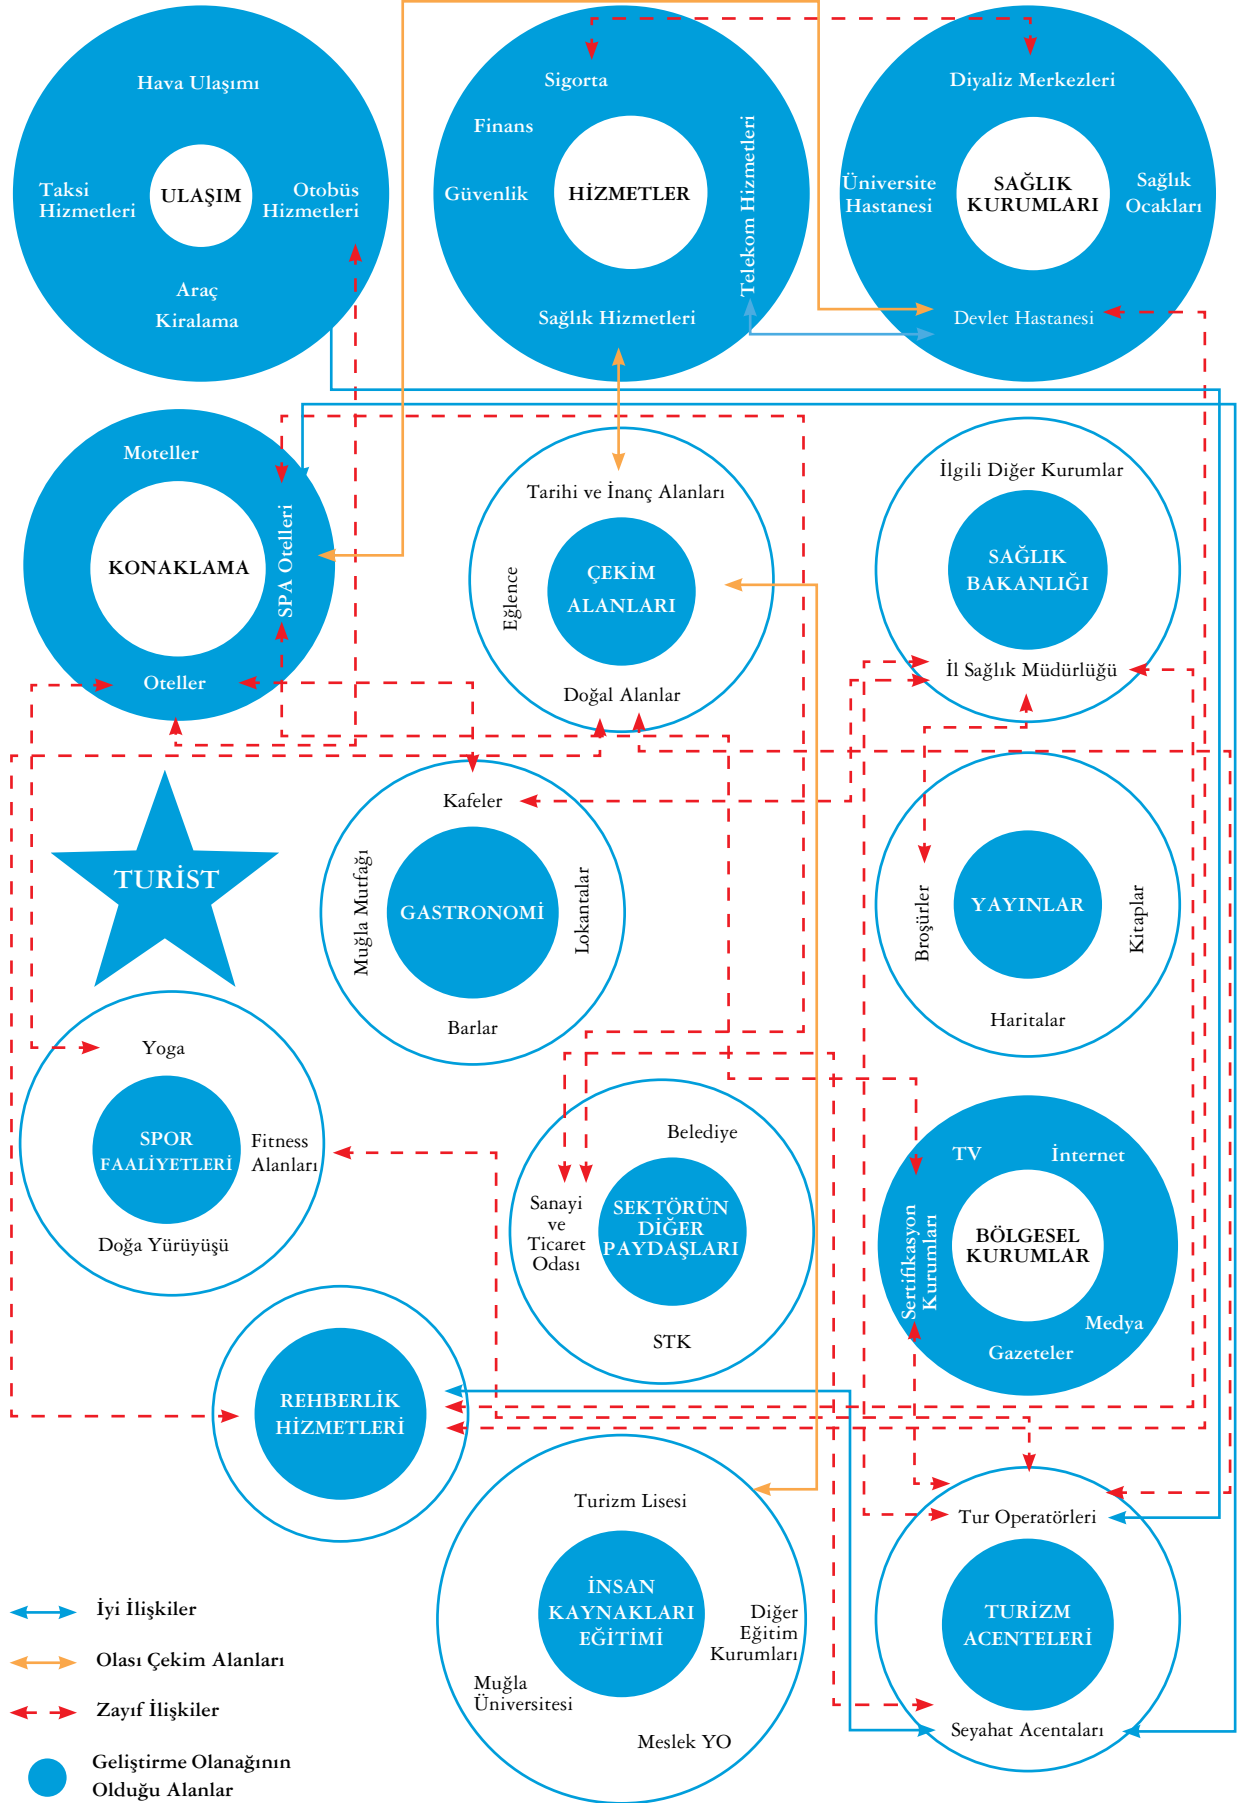 Hava Ulaşımı
Taksi
Hizmetleri
ULAŞIM
Otobüs
Hizmetleri
Araç
Kiralama
Sigorta
Finans
Güvenlik
HİZMETLER
Telekom Hizmetleri
Sağlık Hizmetleri
Diyaliz Merkezleri
Üniversite
Hastanesi
SAĞLIK
KURUMLARI
Sağlık
Ocakları
Devlet Hastanesi
Moteller
KONAKLAMA
SPA Otelleri
Oteller
Tarihi ve İnanç Alanları
Eğlence
ÇEKİM
ALANLARI
Doğal Alanlar
İlgili Diğer Kurumlar
SAĞLIK
BAKANLIĞI
İl Sağlık Müdürlüğü
TURİST
Kafeler
Muğla Mutfağı
GASTRONOMİ
Lokantalar
Barlar
Broşürler
YAYINLAR
Kitaplar
Haritalar
Yoga
SPOR
FAALİYETLERİ
Fitness
Alanları
Doğa Yürüyüşü
Belediye
Sanayi
ve
Ticaret
Odası
SEKTÖRÜN
DİĞER
PAYDAŞLARI
STK
TV
İnternet
Sertifikasyon
Kurumları
BÖLGESEL
KURUMLAR
Medya
Gazeteler
REHBERLİK
HİZMETLERİ
Turizm Lisesi
İNSAN
KAYNAKLARI
EĞİTİMİ
Diğer
Eğitim
Kurumları
Muğla
Üniversitesi
Meslek YO
Tur Operatörleri
TURİZM
ACENTELERİ
Seyahat Acentaları
İyi İlişkiler
Olası Çekim Alanları
Zayıf İlişkiler
Geliştirme Olanağının
Olduğu Alanlar